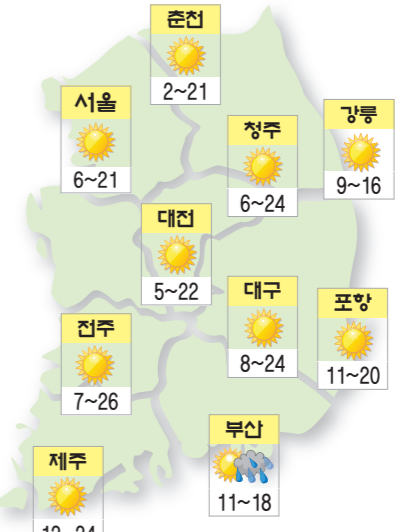 춘천
2~21
서울
6~21
청주
6~24
강릉
9~16
대전
5~22
대구
8~24
포항
11~20
전주
7~26
부산
11~18
제주